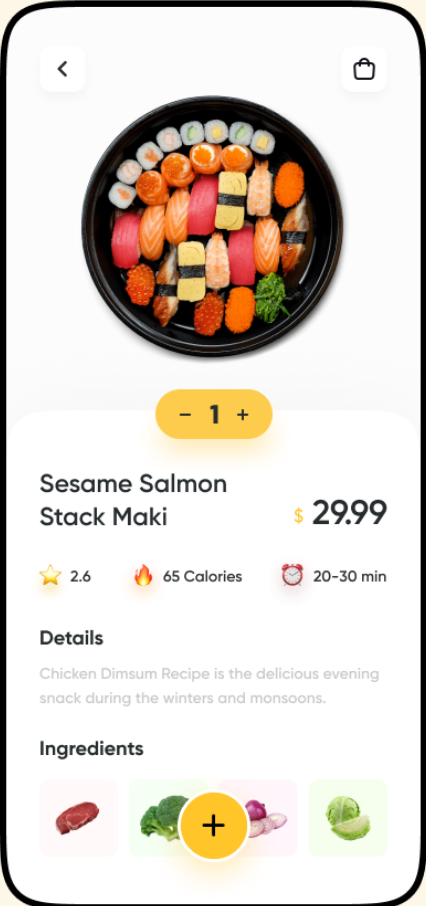 − 1 +
Sesame Salmon
Stack Maki
$ 29.99
2.6
65 Calories
20-30 min
Details
Chicken Dimsum Recipe is the delicious evening
snack during the winters and monsoons.
Ingredients
+